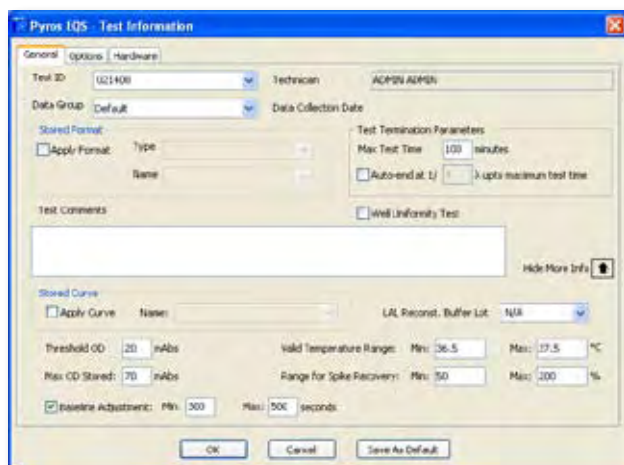 Pyros EQS - Test Information
General Options Hardware
Test ID 021408 Technician ADMIN ADMIN
Data Group Default Data Collection Date
Stored Format Test Termination Parameters
Apply Format Type Max Test Time 100 minutes
Name Auto-end at 1/ λ upto maximum test time
Test Comments Well Uniformity Test
Hide More Info
Stored Curve
Apply Curve Name: LAL Reconst. Buffer Lot N/A
Threshold OD 20 mAbs Valid Temperature Range: Min: 36.5 Max: 37.5 °C
Max OD Stored: 70 mAbs Range for Spike Recovery: Min: 50 Max: 200 %
Baseline Adjustment: Min: 300 Max: 500 seconds
OK Cancel Save As Default